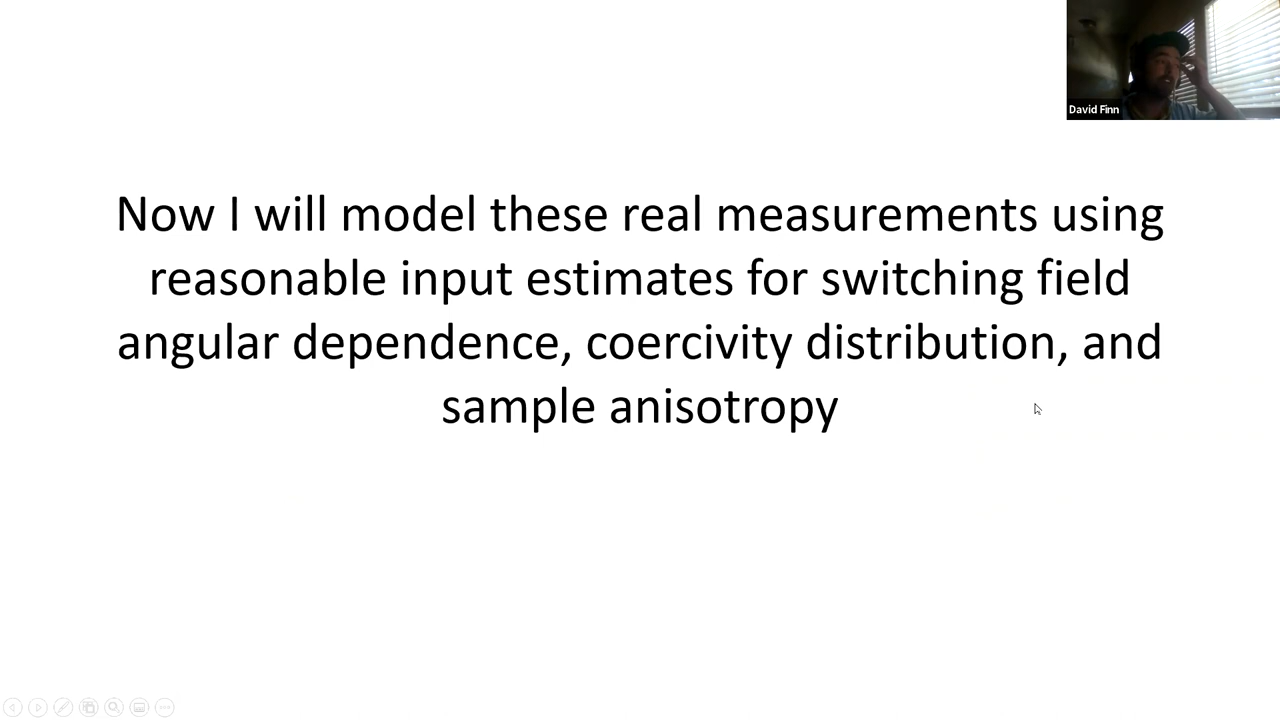 David Finn
Now I will model these real measurements using
reasonable input estimates for switching field
angular dependence, coercivity distribution, and
sample anisotropy